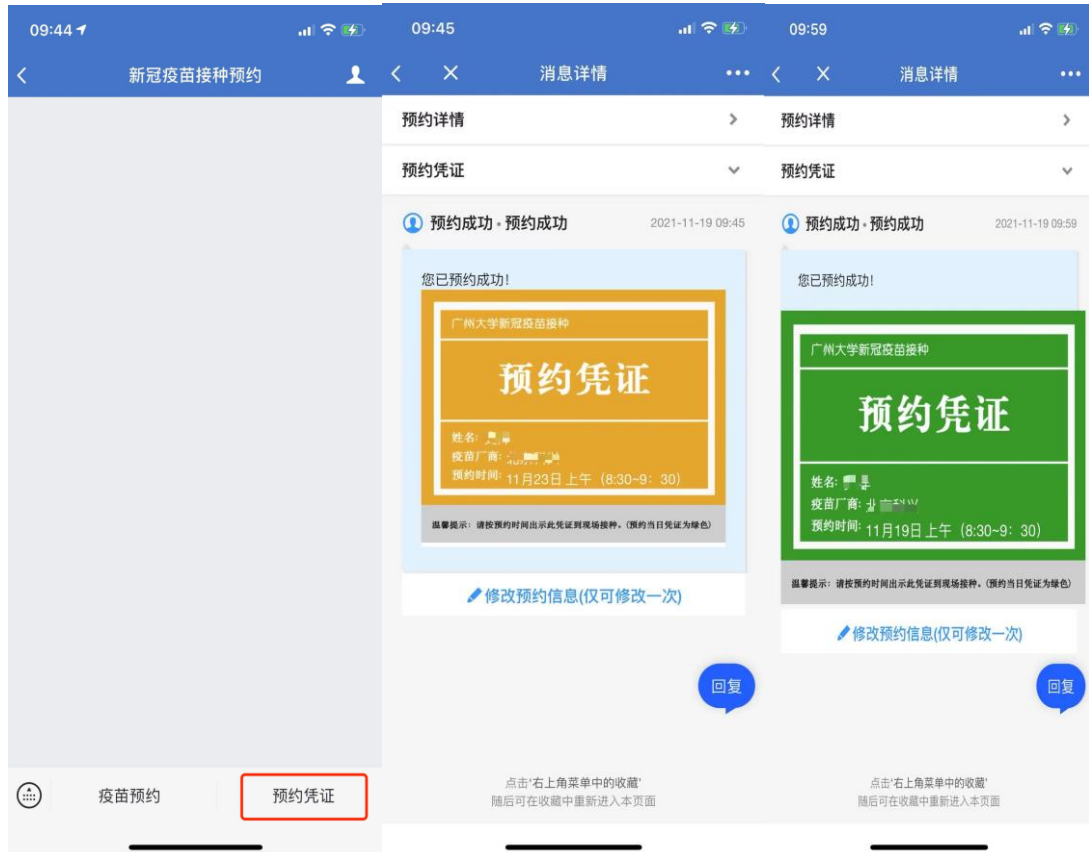 09:44
新冠疫苗接种预约
疫苗预约
预约凭证
09:45
消息详情
预约详情
预约凭证
预约成功·预约成功
2021-11-19 09:45
您已预约成功!
广州大学新冠疫苗接种
预约凭证
姓名:
疫苗厂商:
预约时间: 11月23日 上午（8:30~9：30）
温馨提示：请按预约时间出示此凭证到现场接种。(预约当日凭证为绿色)
修改预约信息(仅可修改一次)
回复
点击'右上角菜单中的收藏'
随后可在收藏中重新进入本页面
09:59
消息详情
预约详情
预约凭证
预约成功·预约成功
2021-11-19 09:59
您已预约成功!
广州大学新冠疫苗接种
预约凭证
姓名:
疫苗厂商:
预约时间: 11月19日 上午（8:30~9：30）
温馨提示：请按预约时间出示此凭证到现场接种。(预约当日凭证为绿色)
修改预约信息(仅可修改一次)
回复
点击'右上角菜单中的收藏'
随后可在收藏中重新进入本页面